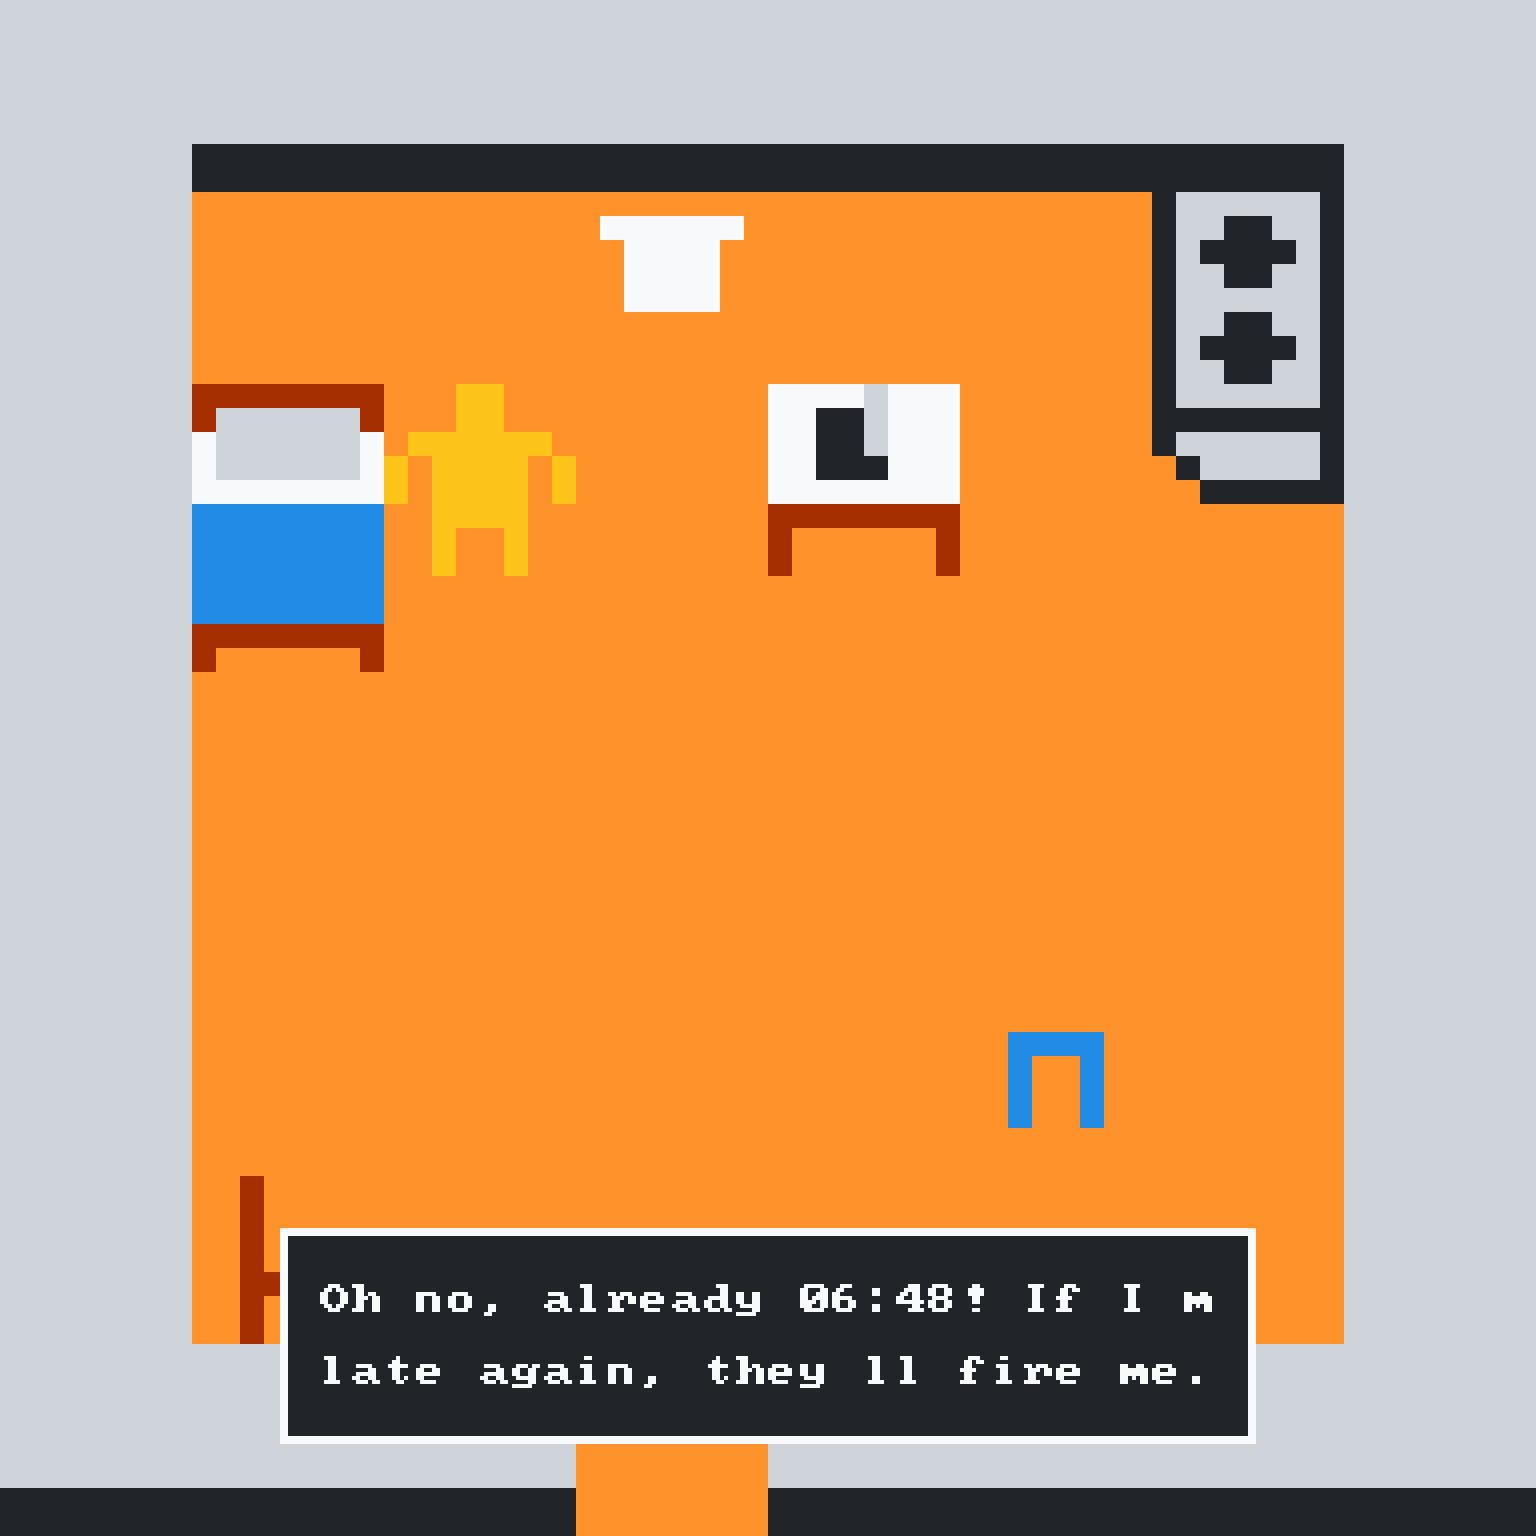 Oh no, already 06:48! If I m
late again, they ll fire me.